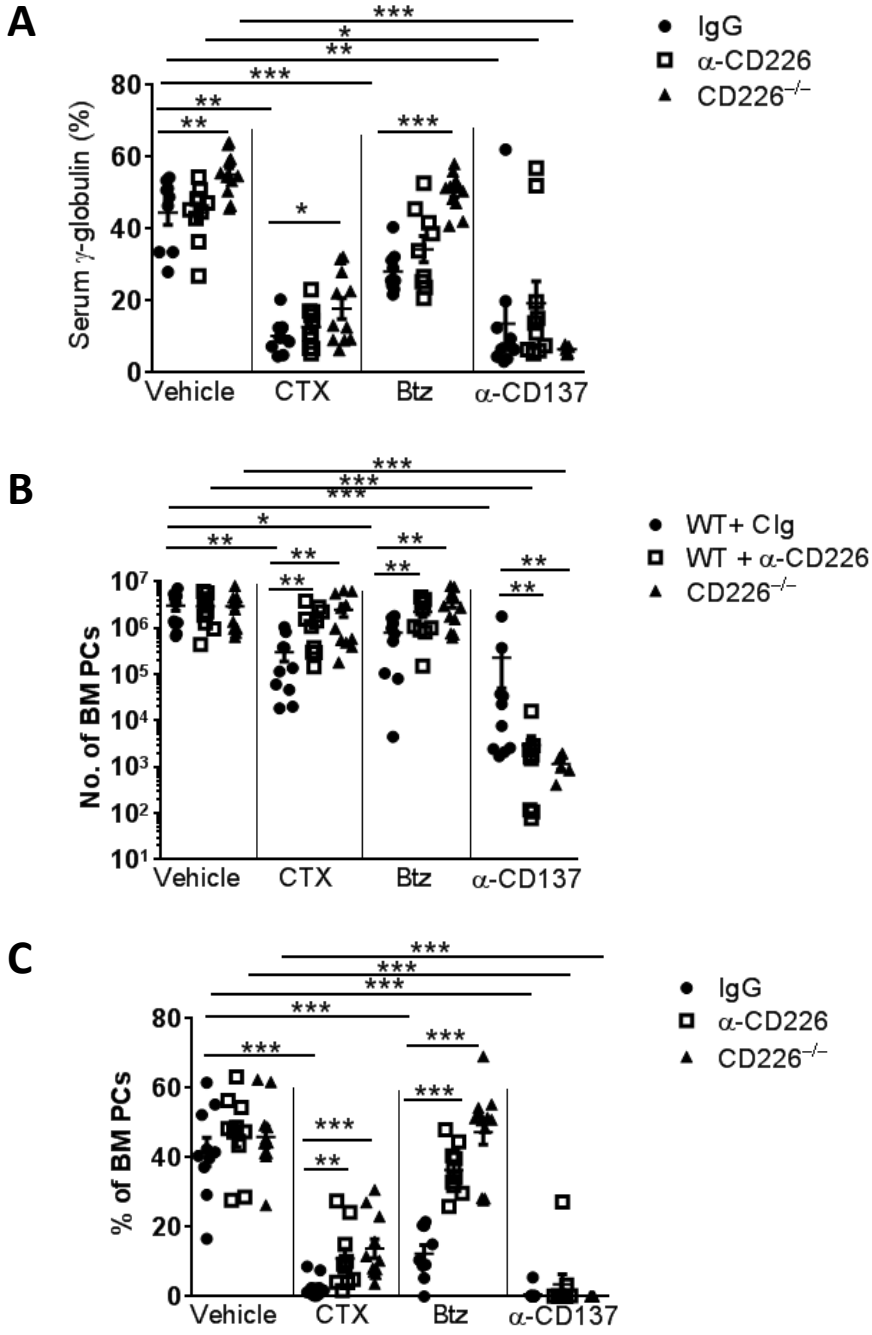 A
***
*
**
***
**
**
***
*
IgG
α-CD226
CD226⁻/⁻
Serum γ-globulin (%)
80
60
40
20
0
Vehicle CTX Btz α-CD137
B
***
***
***
*
**
**
**
**
**
**
**
WT+ CIg
WT + α-CD226
CD226⁻/⁻
No. of BM PCs
10⁷
10⁶
10⁵
10⁴
10³
10²
10¹
Vehicle CTX Btz α-CD137
C
***
***
***
***
***
***
***
***
**
IgG
α-CD226
CD226⁻/⁻
% of BM PCs
80
60
40
20
0
Vehicle CTX Btz α-CD137